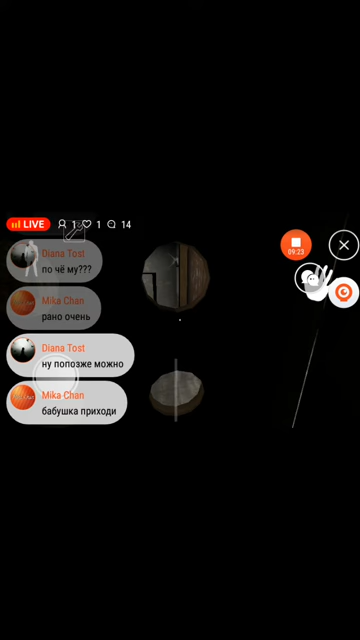 LIVE 1 1 14
Diana Tost
по чё му???
Mika Chan
рано очень
Diana Tost
ну попозже можно
Mika Chan
бабушка приходи
09:23